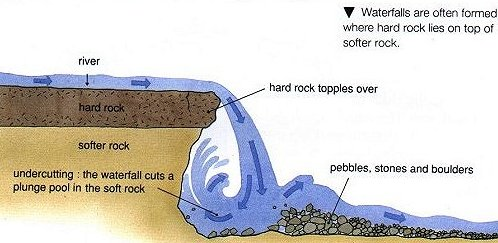 ▼ Waterfalls are often formed
where hard rock lies on top of
softer rock.
river
hard rock topples over
hard rock
softer rock
undercutting : the waterfall cuts a
plunge pool in the soft rock
pebbles, stones and boulders